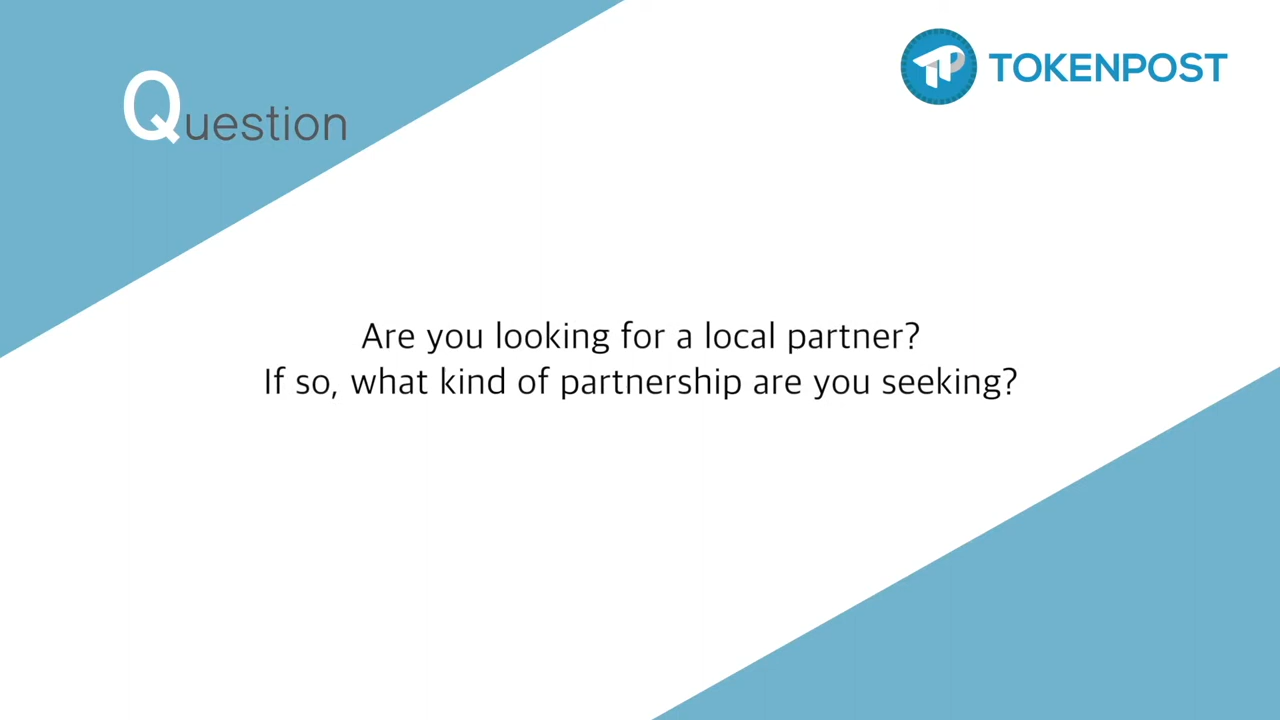 Question
TOKENPOST
Are you looking for a local partner?
If so, what kind of partnership are you seeking?